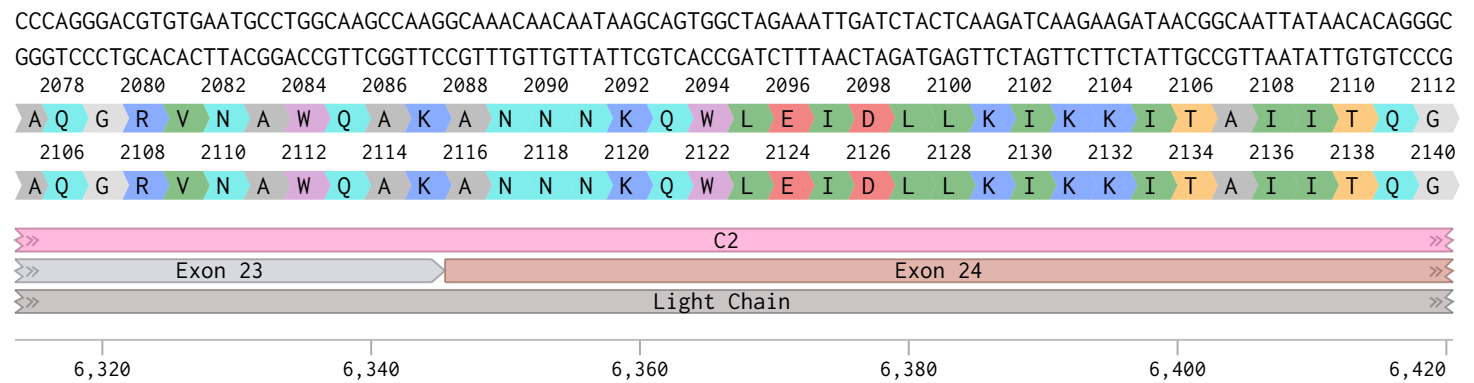 CCCAGGGACGTGTGAATGCCTGGCAAGCCAAGGCAAACAACAATAAGCAGTGGCTAGAAATTGATCTACTCAAGATCAAGAAGATAACGGCAATTATAACACAGGGC
GGGTCCCTGCACACTTACGGACCGTTCGGTTCCGTTTGTTGTTATTCGTCACCGATCTTTAACTAGATGAGTTCTAGTTCTTCTATTGCCGTTAATATTGTGTCCCG
2078 2080 2082 2084 2086 2088 2090 2092 2094 2096 2098 2100 2102 2104 2106 2108 2110 2112
A Q G R V N A W Q A K A N N N K Q W L E I D L L K I K K I T A I I T Q G
2106 2108 2110 2112 2114 2116 2118 2120 2122 2124 2126 2128 2130 2132 2134 2136 2138 2140
A Q G R V N A W Q A K A N N N K Q W L E I D L L K I K K I T A I I T Q G
C2
Exon 23 Exon 24
Light Chain
6,320 6,340 6,360 6,380 6,400 6,420